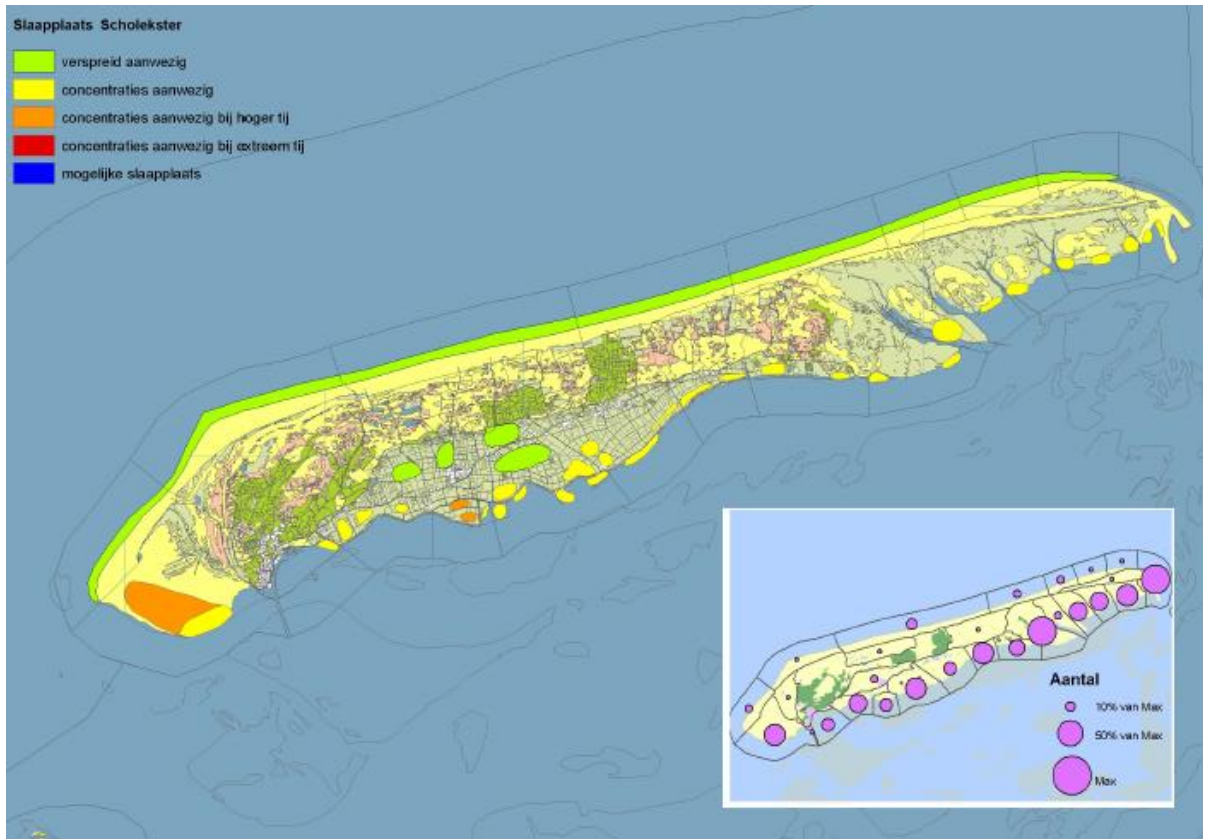 Slaapplaats Scholekster
verspreid aanwezig
concentraties aanwezig
concentraties aanwezig bij hoger tij
concentraties aanwezig bij extreem tij
mogelijke slaapplaats
Aantal
10% van Max
50% van Max
Max